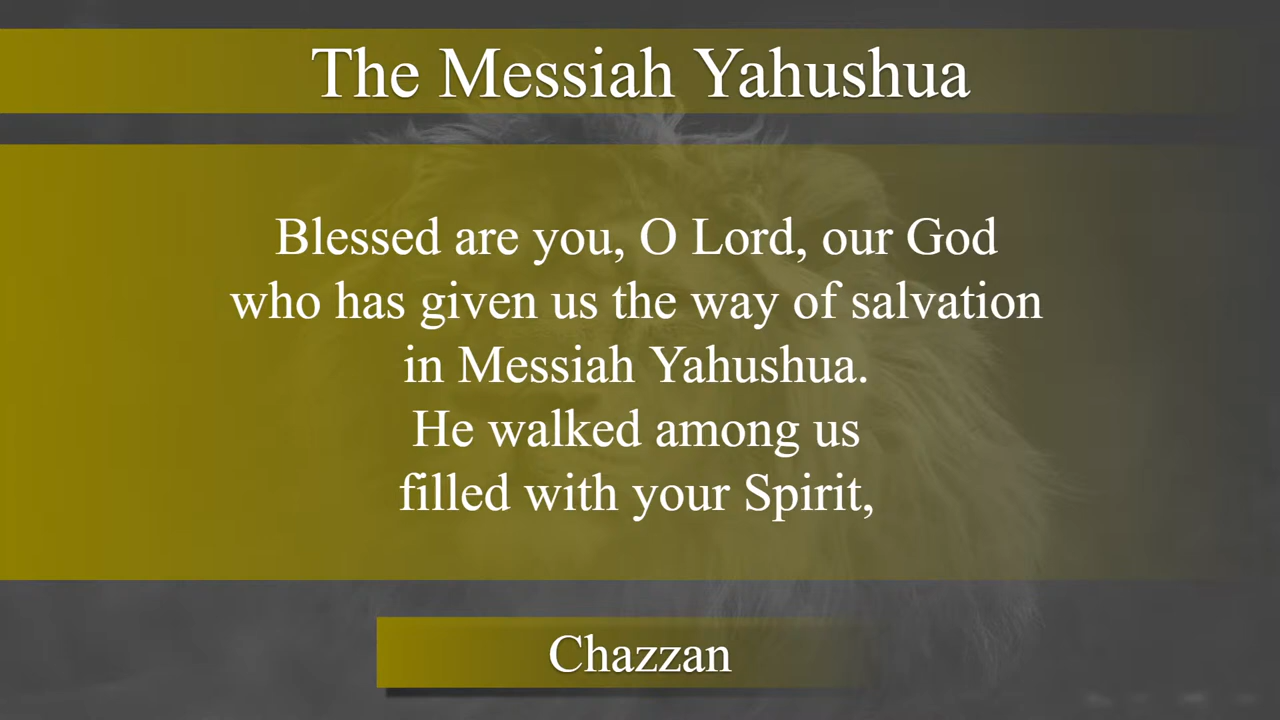 The Messiah Yahushua
Blessed are you, O Lord, our God
who has given us the way of salvation
in Messiah Yahushua.
He walked among us
filled with your Spirit,
Chazzan